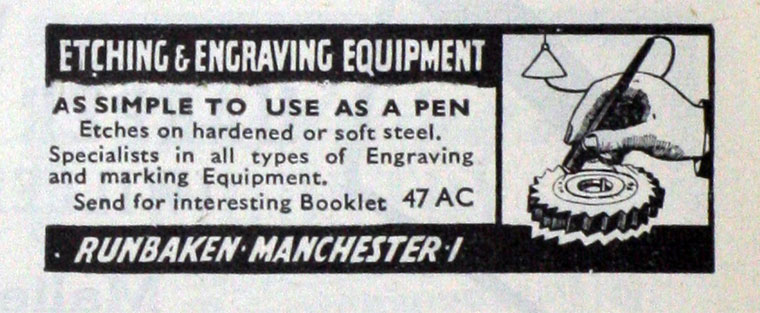 ETCHING & ENGRAVING EQUIPMENT
AS SIMPLE TO USE AS A PEN
Etches on hardened or soft steel.
Specialists in all types of Engraving
and marking Equipment.
Send for interesting Booklet 47 AC
RUNBAKEN · MANCHESTER · 1